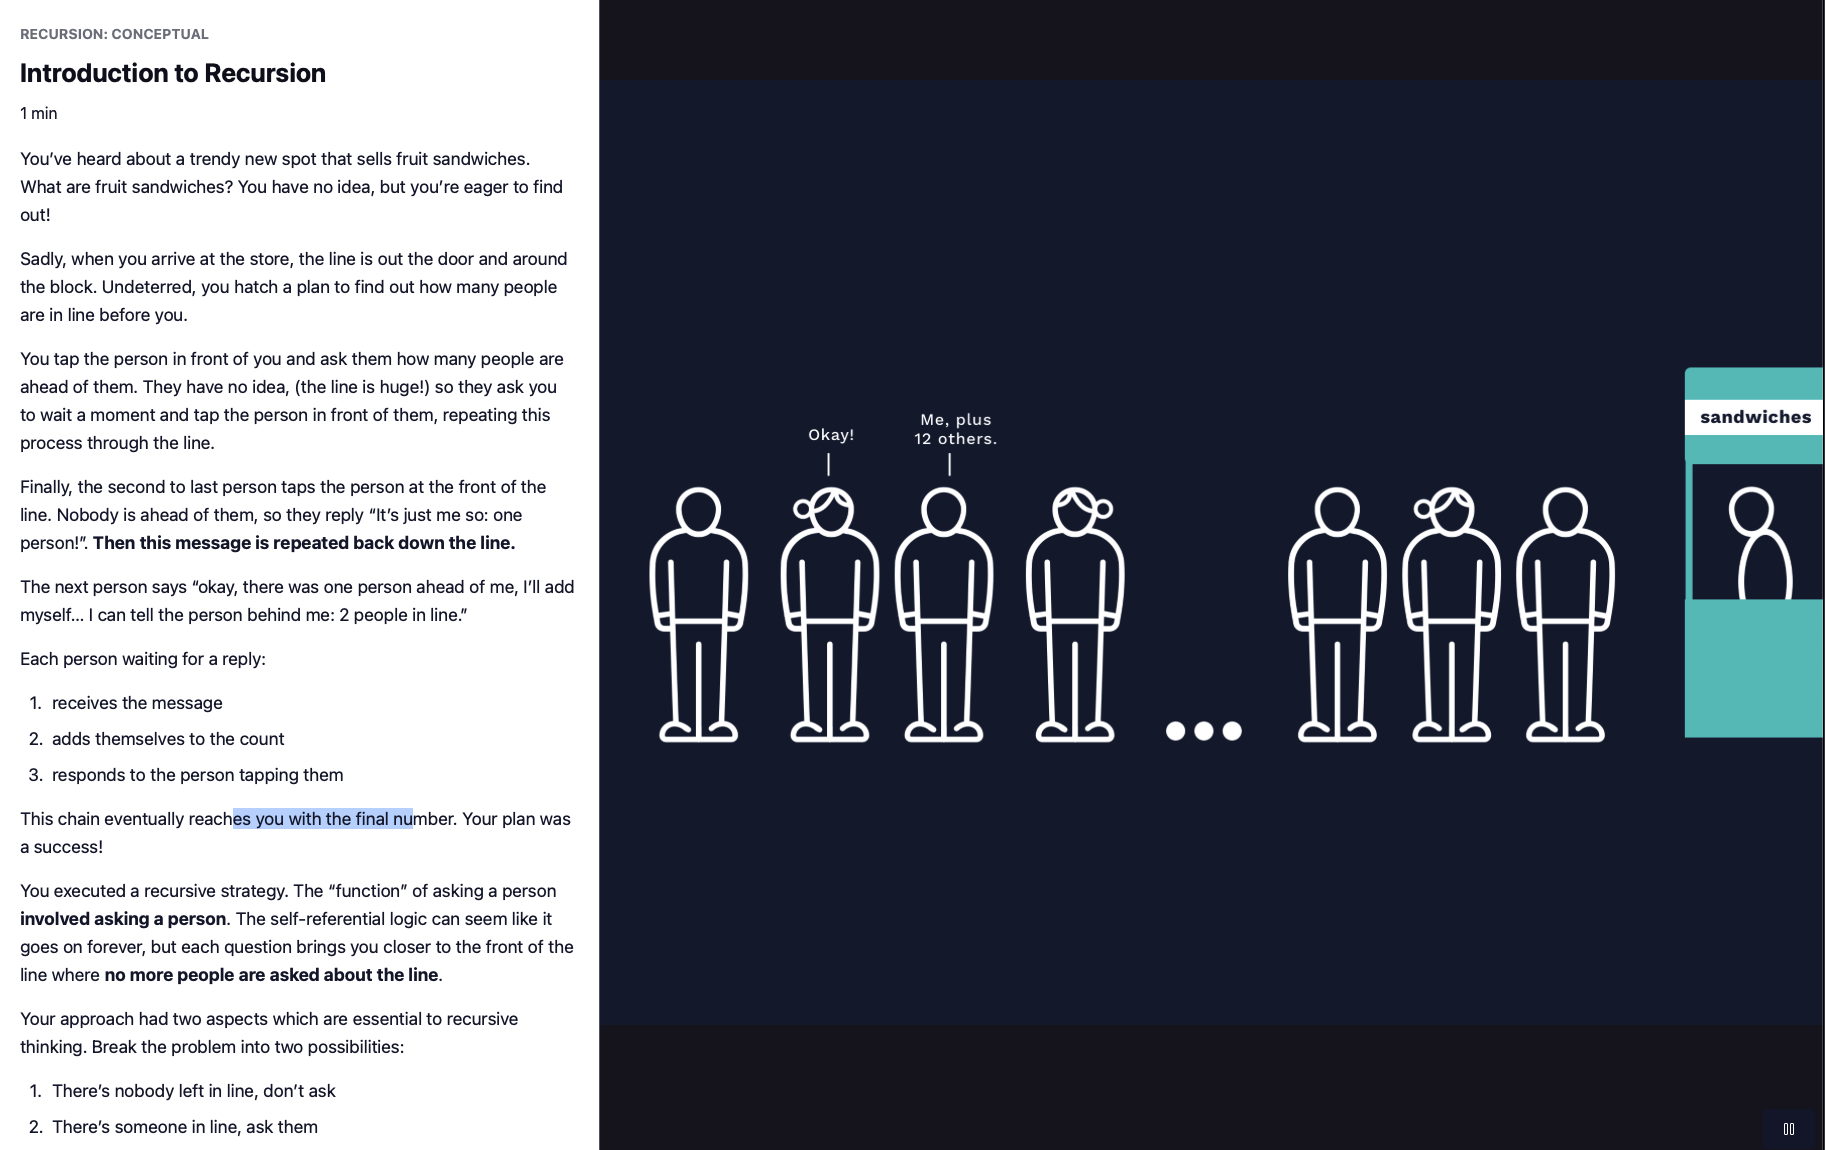 RECURSION: CONCEPTUAL
Introduction to Recursion
1 min
You’ve heard about a trendy new spot that sells fruit sandwiches.
What are fruit sandwiches? You have no idea, but you’re eager to find
out!
Sadly, when you arrive at the store, the line is out the door and around
the block. Undeterred, you hatch a plan to find out how many people
are in line before you.
You tap the person in front of you and ask them how many people are
ahead of them. They have no idea, (the line is huge!) so they ask you
to wait a moment and tap the person in front of them, repeating this
process through the line.
Finally, the second to last person taps the person at the front of the
line. Nobody is ahead of them, so they reply “It’s just me so: one
person!”. Then this message is repeated back down the line.
The next person says “okay, there was one person ahead of me, I’ll add
myself… I can tell the person behind me: 2 people in line.”
Each person waiting for a reply:
1. receives the message
2. adds themselves to the count
3. responds to the person tapping them
This chain eventually reaches you with the final number. Your plan was
a success!
You executed a recursive strategy. The “function” of asking a person
involved asking a person. The self-referential logic can seem like it
goes on forever, but each question brings you closer to the front of the
line where no more people are asked about the line.
Your approach had two aspects which are essential to recursive
thinking. Break the problem into two possibilities:
1. There’s nobody left in line, don’t ask
2. There’s someone in line, ask them
Okay!
Me, plus
12 others.
sandwiches